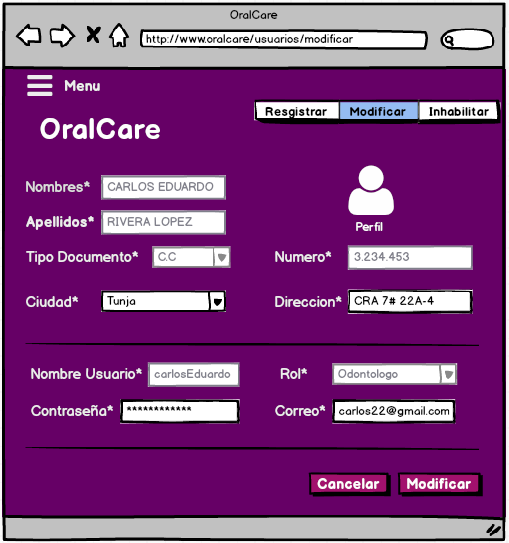 OralCare
http://www.oralcare/usuarios/modificar
Menu
Resgistrar Modificar Inhabilitar
OralCare
Nombres* CARLOS EDUARDO
Apellidos* RIVERA LOPEZ
Perfil
Tipo Documento* C.C Numero* 3.234.453
Ciudad* Tunja Direccion* CRA 7# 22A-4
Nombre Usuario* carlosEduardo Rol* Odontologo
Contraseña* ************ Correo* carlos22@gmail.com
Cancelar Modificar